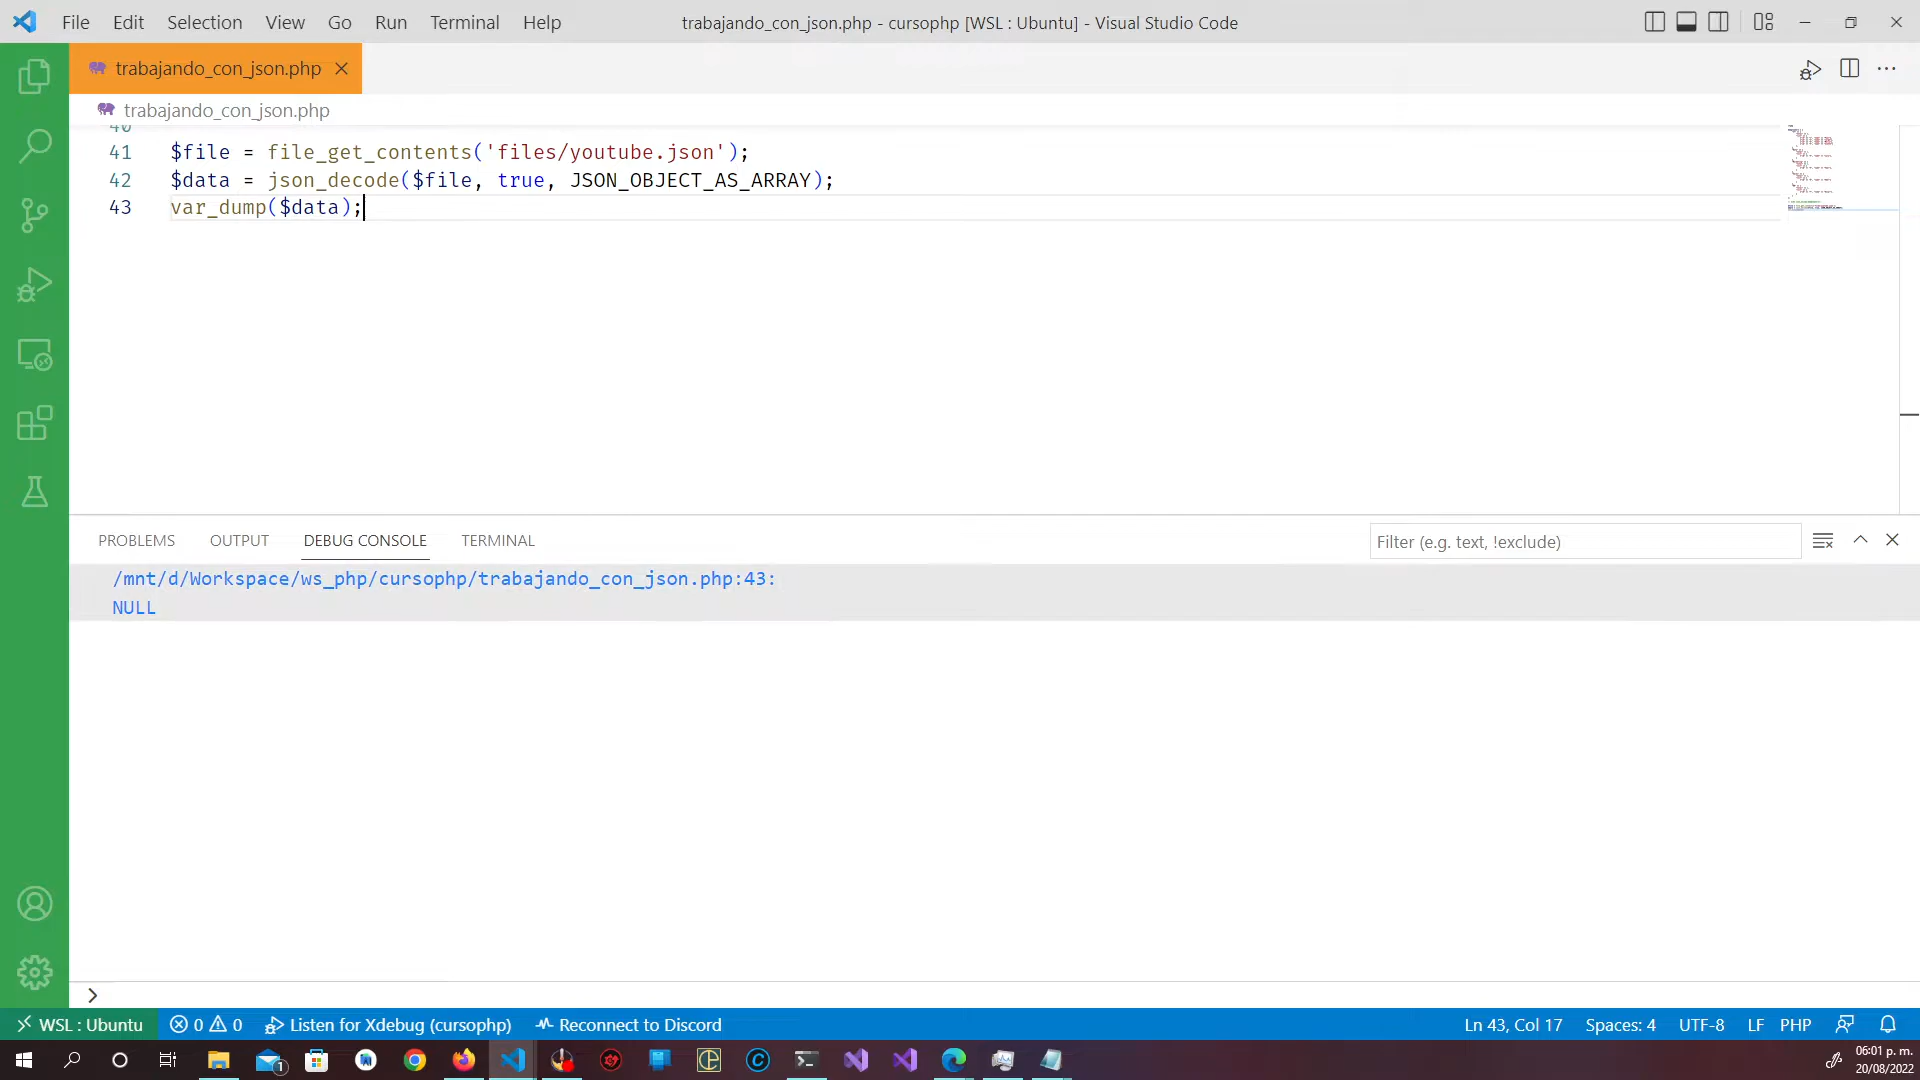 File Edit Selection View Go Run Terminal Help
trabajando_con_json.php - cursophp [WSL : Ubuntu] - Visual Studio Code
trabajando_con_json.php
trabajando_con_json.php
40
41 $file = file_get_contents('files/youtube.json');
42 $data = json_decode($file, true, JSON_OBJECT_AS_ARRAY);
43 var_dump($data);
PROBLEMS OUTPUT DEBUG CONSOLE TERMINAL
Filter (e.g. text, !exclude)
/mnt/d/Workspace/ws_php/cursophp/trabajando_con_json.php:43:
NULL
WSL : Ubuntu 0 0 Listen for Xdebug (cursophp) Reconnect to Discord
Ln 43, Col 17 Spaces: 4 UTF-8 LF PHP
1
06:01 p. m.
20/08/2022